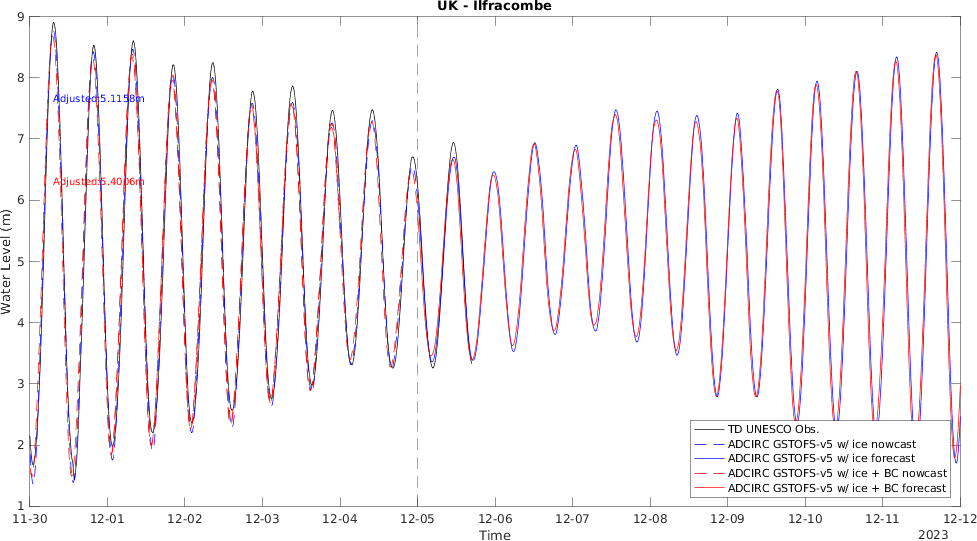 UK - Ilfracombe
9
8
7
6
5
4
3
2
1
Water Level (m)
Adjusted:5.1158m
Adjusted:5.4006m
TD UNESCO Obs.
ADCIRC GSTOFS-v5 w/ ice nowcast
ADCIRC GSTOFS-v5 w/ ice forecast
ADCIRC GSTOFS-v5 w/ ice + BC nowcast
ADCIRC GSTOFS-v5 w/ ice + BC forecast
11-30 12-01 12-02 12-03 12-04 12-05 12-06 12-07 12-08 12-09 12-10 12-11 12-12
Time
2023